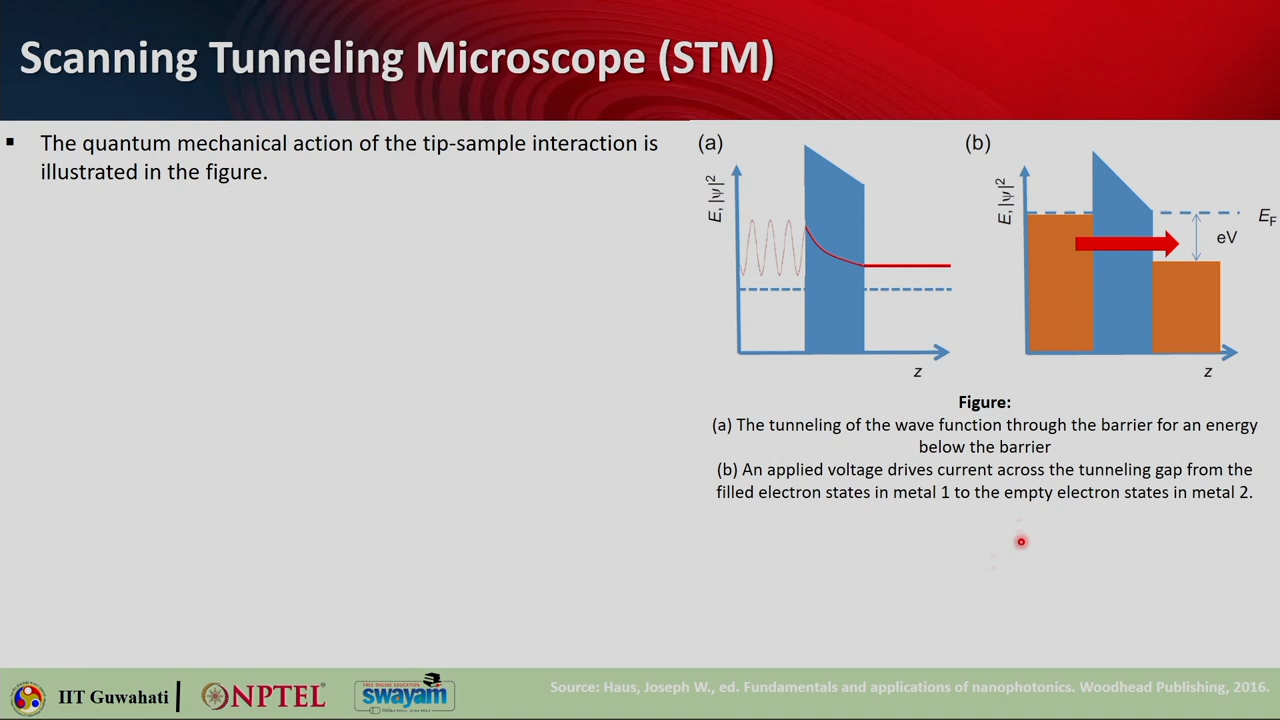 Scanning Tunneling Microscope (STM)
▪ The quantum mechanical action of the tip-sample interaction is
illustrated in the figure.
(a)
E, |ψ|²
z
(b)
E, |ψ|²
E_F
eV
z
Figure:
(a) The tunneling of the wave function through the barrier for an energy
below the barrier
(b) An applied voltage drives current across the tunneling gap from the
filled electron states in metal 1 to the empty electron states in metal 2.
IIT Guwahati
NPTEL
FREE ONLINE EDUCATION
swayam
Source: Haus, Joseph W., ed. Fundamentals and applications of nanophotonics. Woodhead Publishing, 2016.